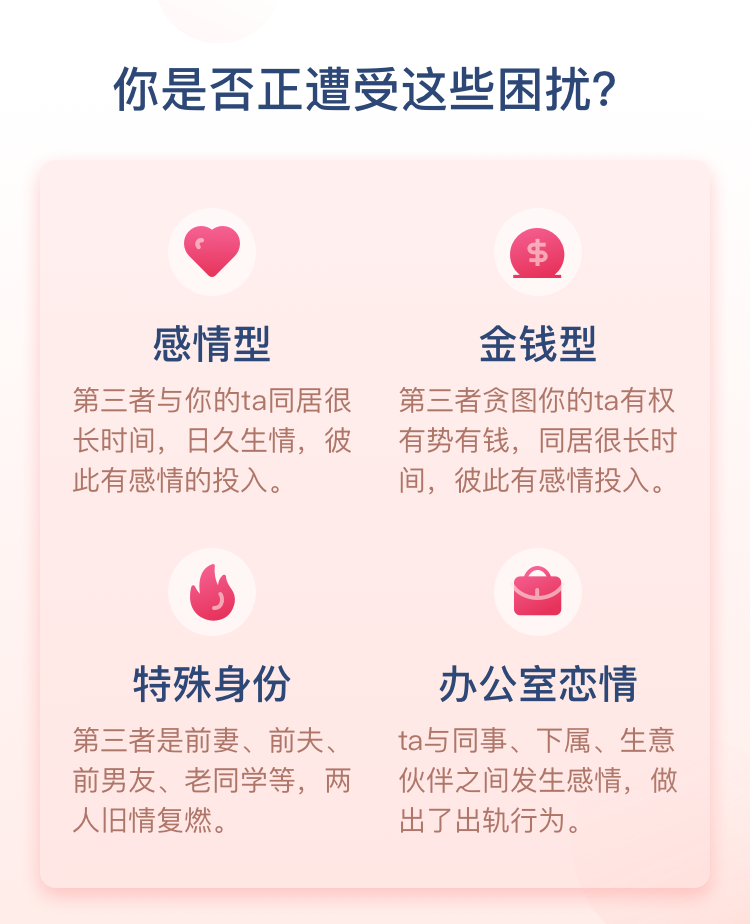 你是否正遭受这些困扰?
感情型
第三者与你的ta同居很
长时间，日久生情，彼
此有感情的投入。
金钱型
第三者贪图你的ta有权
有势有钱，同居很长时
间，彼此有感情投入。
特殊身份
第三者是前妻、前夫、
前男友、老同学等，两
人旧情复燃。
办公室恋情
ta与同事、下属、生意
伙伴之间发生感情，做
出了出轨行为。